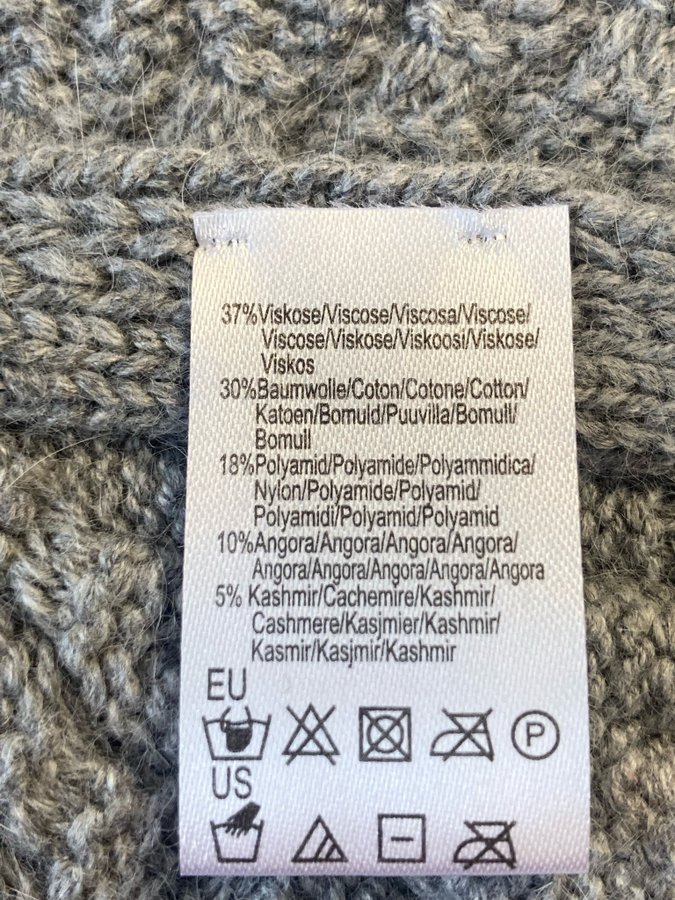 37%Viskose/Viscose/Viscosa/Viscose/
Viscose/Viskose/Viskoosi/Viskose/
Viskos
30%Baumwolle/Coton/Cotone/Cotton/
Katoen/Bomuld/Puuvilla/Bomull/
Bomull
18%Polyamid/Polyamide/Polyammidica/
Nylon/Polyamide/Polyamid/
Polyamidi/Polyamid/Polyamid
10%Angora/Angora/Angora/Angora/
Angora/Angora/Angora/Angora/Angora
5% Kashmir/Cachemire/Kashmir/
Cashmere/Kasjmier/Kashmir/
Kasmir/Kasjmir/Kashmir
EU
P
US